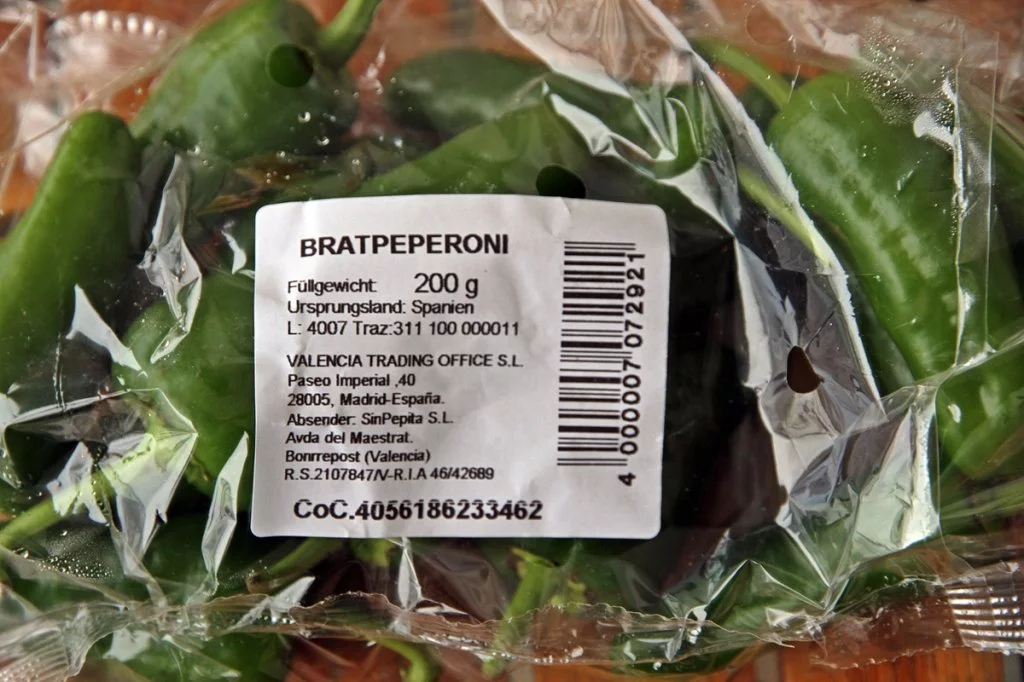 BRATPEPERONI
Füllgewicht: 200 g
Ursprungsland: Spanien
L: 4007 Traz:311 100 000011
VALENCIA TRADING OFFICE S.L.
Paseo Imperial ,40
28005, Madrid-España.
Absender: SinPepita S.L.
Avda del Maestrat.
Bonrrepost (Valencia)
R.S.2107847/V-R.I.A 46/42689
CoC.4056186233462
4 000007 072921